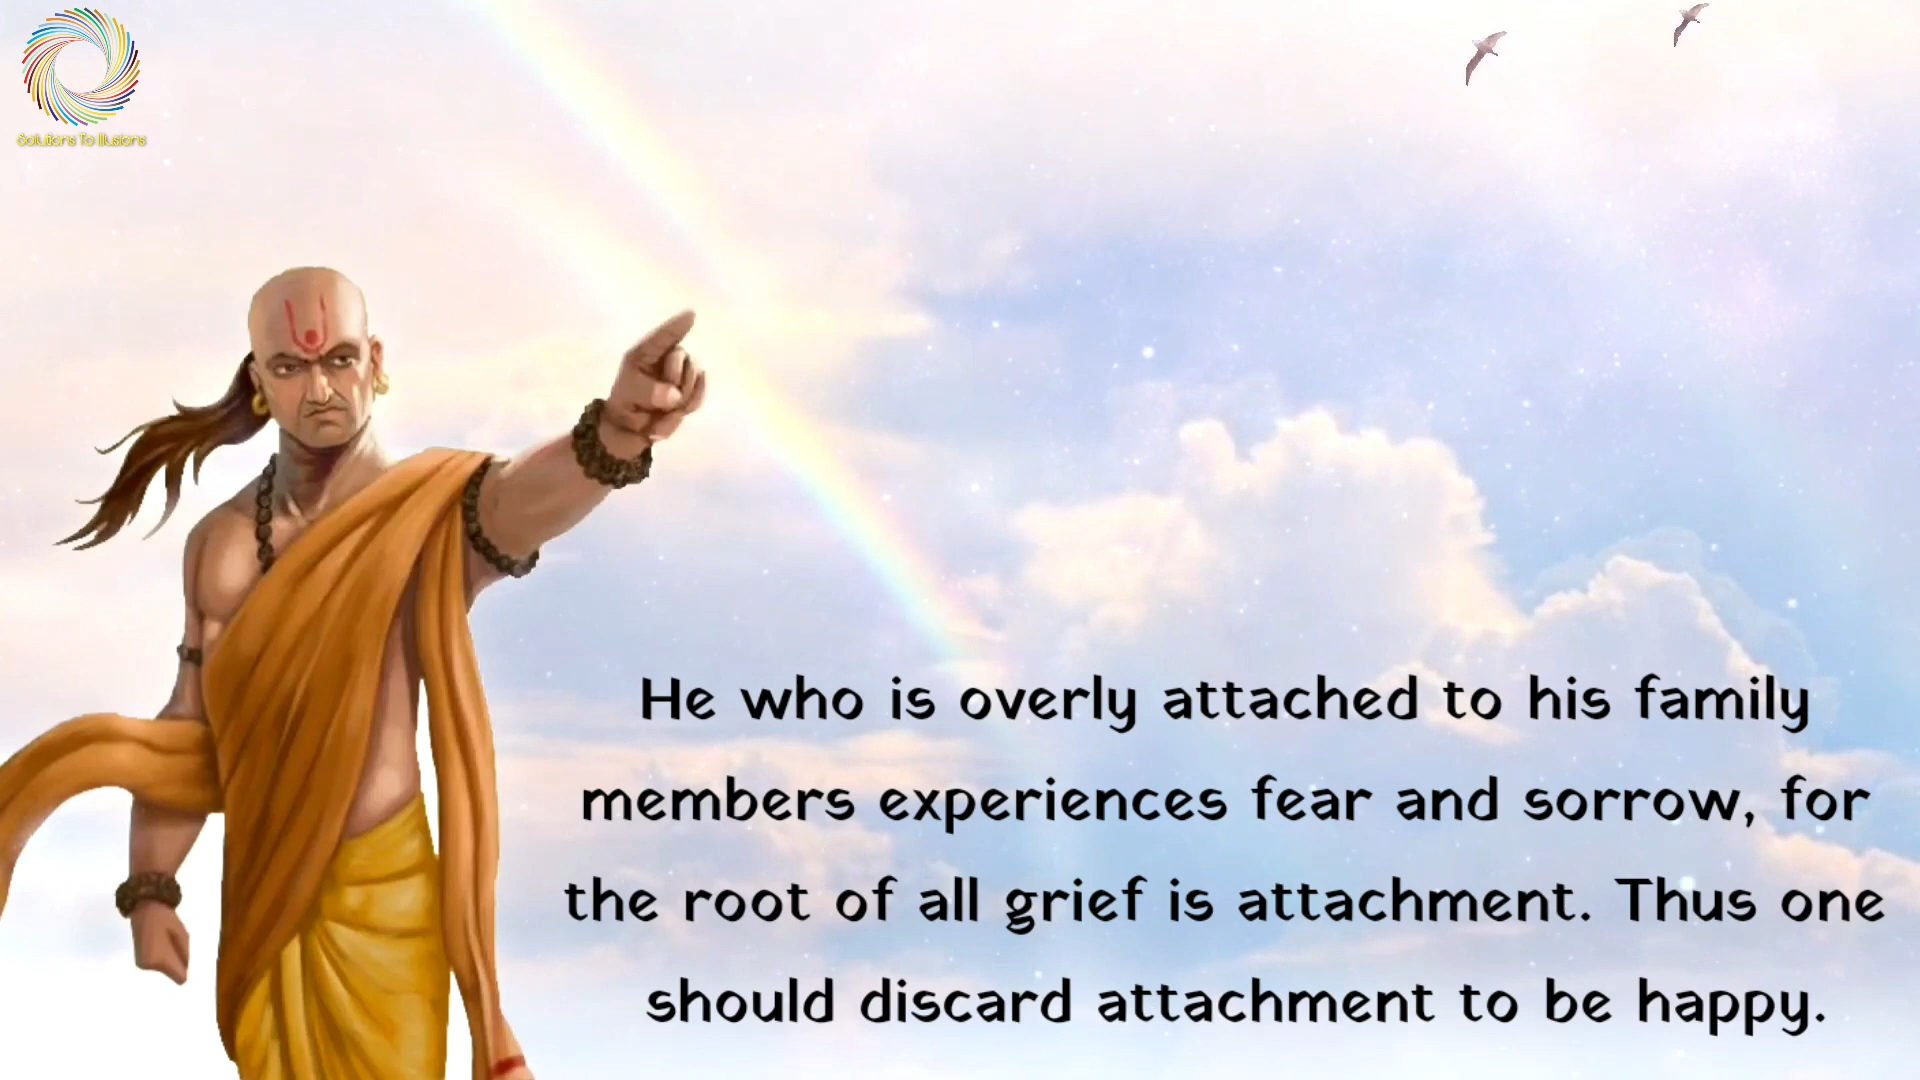 Solutions To Illusions
He who is overly attached to his family
members experiences fear and sorrow, for
the root of all grief is attachment. Thus one
should discard attachment to be happy.